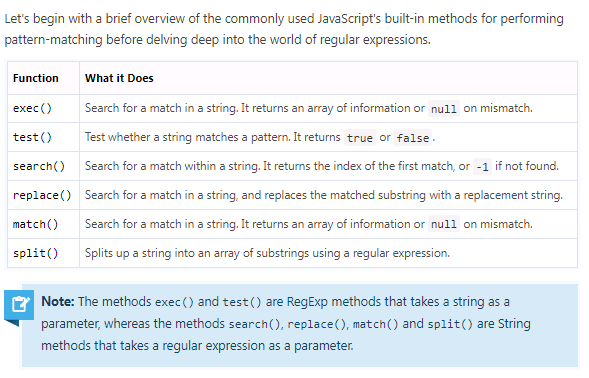 Let's begin with a brief overview of the commonly used JavaScript's built-in methods for performing
pattern-matching before delving deep into the world of regular expressions.
Function What it Does
exec() Search for a match in a string. It returns an array of information or null on mismatch.
test() Test whether a string matches a pattern. It returns true or false.
search() Search for a match within a string. It returns the index of the first match, or -1 if not found.
replace() Search for a match in a string, and replaces the matched substring with a replacement string.
match() Search for a match in a string. It returns an array of information or null on mismatch.
split() Splits up a string into an array of substrings using a regular expression.
Note: The methods exec() and test() are RegExp methods that takes a string as a
parameter, whereas the methods search(), replace(), match() and split() are String
methods that takes a regular expression as a parameter.